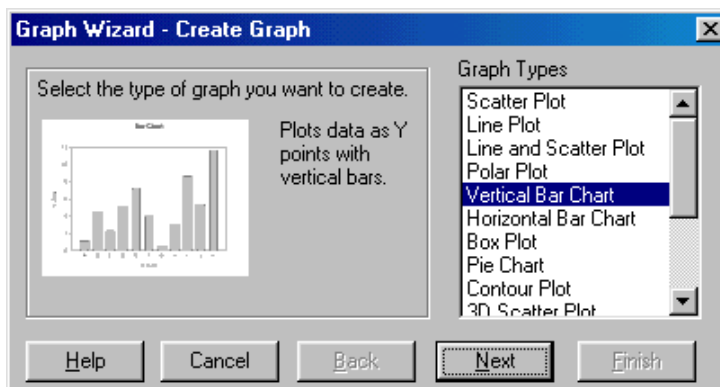 Graph Wizard - Create Graph
Select the type of graph you want to create.
Bar Chart
Plots data as Y
points with
vertical bars.
Graph Types
Scatter Plot
Line Plot
Line and Scatter Plot
Polar Plot
Vertical Bar Chart
Horizontal Bar Chart
Box Plot
Pie Chart
Contour Plot
3D Scatter Plot
Help
Cancel
Back
Next
Finish